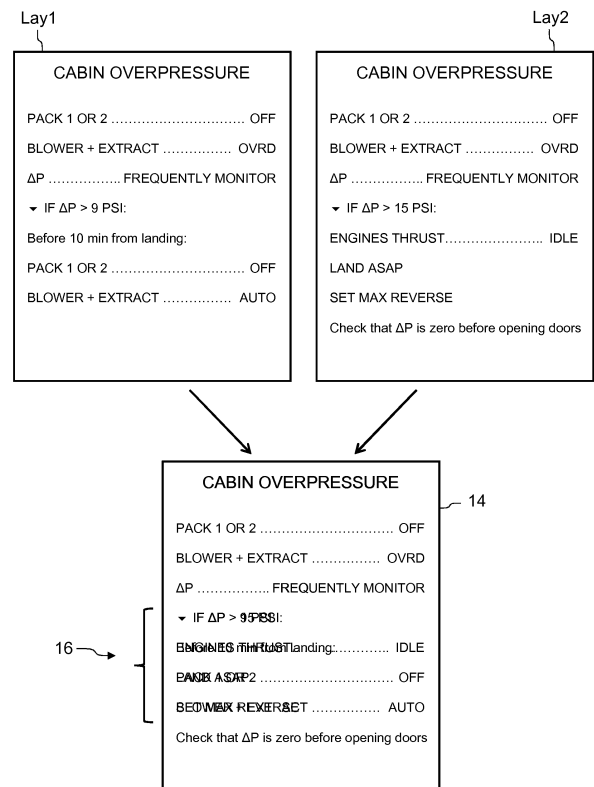 Lay1
Lay2
CABIN OVERPRESSURE
PACK 1 OR 2 ................................ OFF
BLOWER + EXTRACT ................ OVRD
ΔP ................. FREQUENTLY MONITOR
IF ΔP > 9 PSI:
Before 10 min from landing:
PACK 1 OR 2 ................................ OFF
BLOWER + EXTRACT ................ AUTO
CABIN OVERPRESSURE
PACK 1 OR 2 ................................ OFF
BLOWER + EXTRACT ................ OVRD
ΔP ................. FREQUENTLY MONITOR
IF ΔP > 15 PSI:
ENGINES THRUST....................... IDLE
LAND ASAP
SET MAX REVERSE
Check that ΔP is zero before opening doors
CABIN OVERPRESSURE
14
PACK 1 OR 2 ................................ OFF
BLOWER + EXTRACT ................ OVRD
ΔP ................. FREQUENTLY MONITOR
IF ΔP >
16
IDLE
OFF
AUTO
Check that ΔP is zero before opening doors